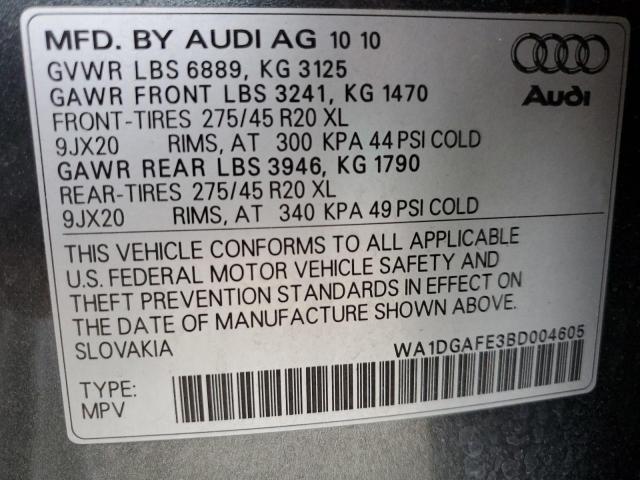 MFD. BY AUDI AG 10 10
GVWR LBS 6889, KG 3125
GAWR FRONT LBS 3241, KG 1470
FRONT-TIRES 275/45 R20 XL
9JX20 RIMS, AT 300 KPA 44 PSI COLD
GAWR REAR LBS 3946, KG 1790
REAR-TIRES 275/45 R20 XL
9JX20 RIMS, AT 340 KPA 49 PSI COLD
Audi
THIS VEHICLE CONFORMS TO ALL APPLICABLE
U.S. FEDERAL MOTOR VEHICLE SAFETY AND
THEFT PREVENTION STANDARDS IN EFFECT ON
THE DATE OF MANUFACTURE SHOWN ABOVE.
SLOVAKIA WA1DGAFE3BD004605
TYPE:
MPV